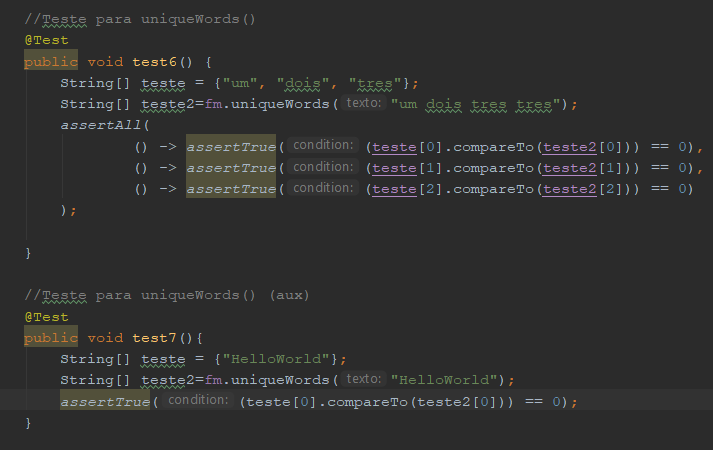 //Teste para uniqueWords()
@Test
public void test6() {
String[] teste = {"um", "dois", "tres"};
String[] teste2=fm.uniqueWords( texto: "um dois tres tres");
assertAll(
() -> assertTrue( condition: (teste[0].compareTo(teste2[0])) == 0),
() -> assertTrue( condition: (teste[1].compareTo(teste2[1])) == 0),
() -> assertTrue( condition: (teste[2].compareTo(teste2[2])) == 0)
);
}
//Teste para uniqueWords() (aux)
@Test
public void test7(){
String[] teste = {"HelloWorld"};
String[] teste2=fm.uniqueWords( texto: "HelloWorld");
assertTrue( condition: (teste[0].compareTo(teste2[0])) == 0);
}